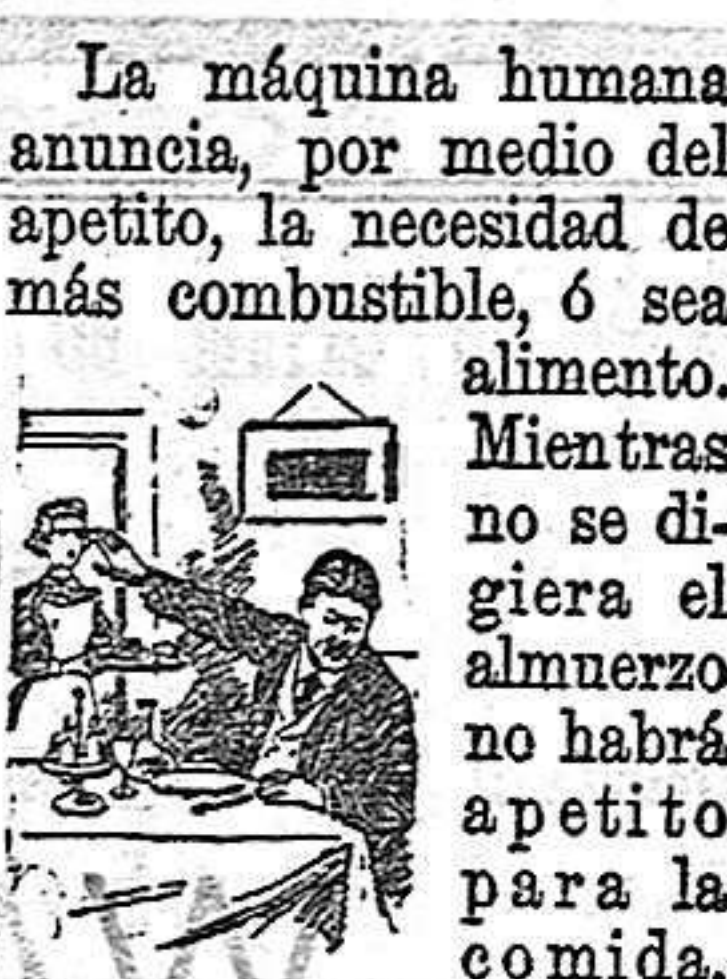 La máquina humana
anuncia, por medio del
apetito, la necesidad de
más combustible, ó sea
alimento.
Mientras
no se di-
giera el
almuerzo
no habrá
apetito
para la
comida.